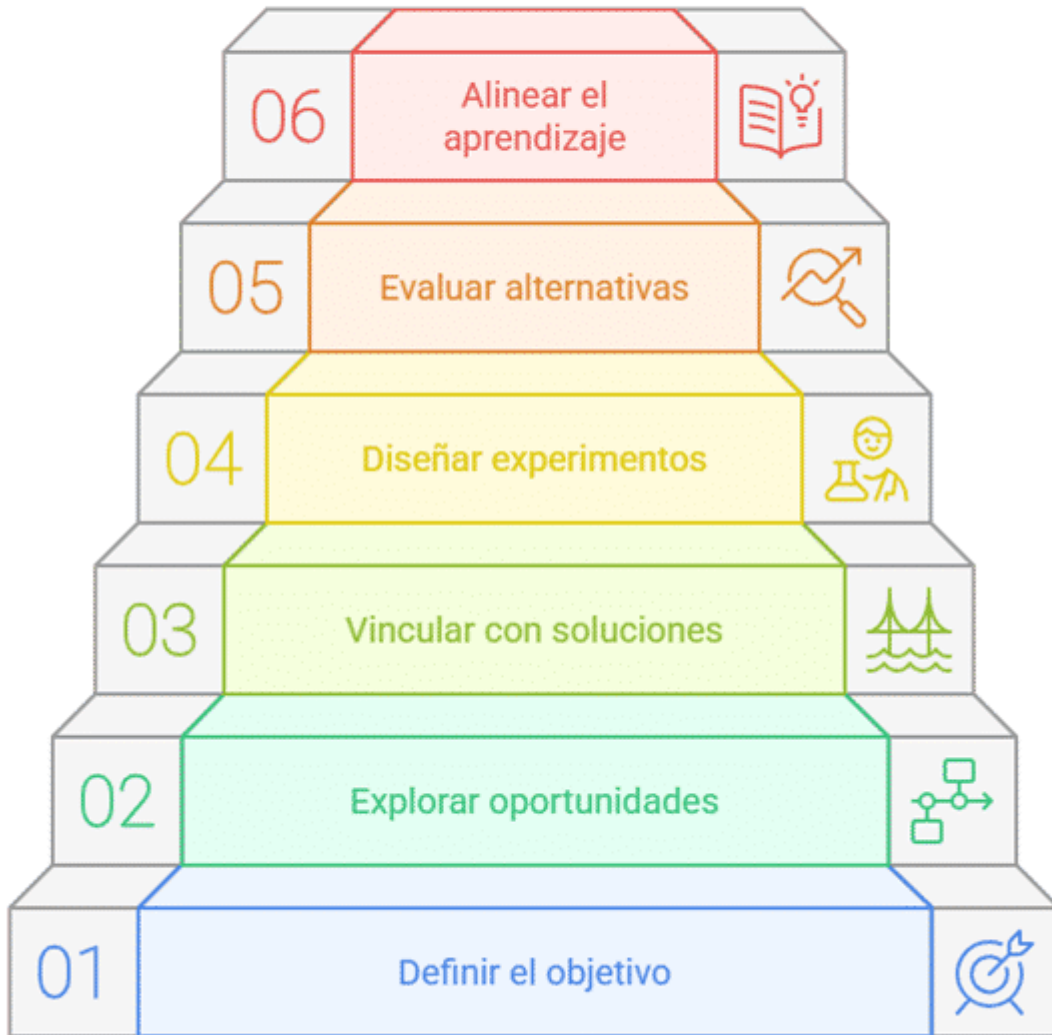 06
Alinear el
aprendizaje
05
Evaluar alternativas
04
Diseñar experimentos
03
Vincular con soluciones
02
Explorar oportunidades
01
Definir el objetivo